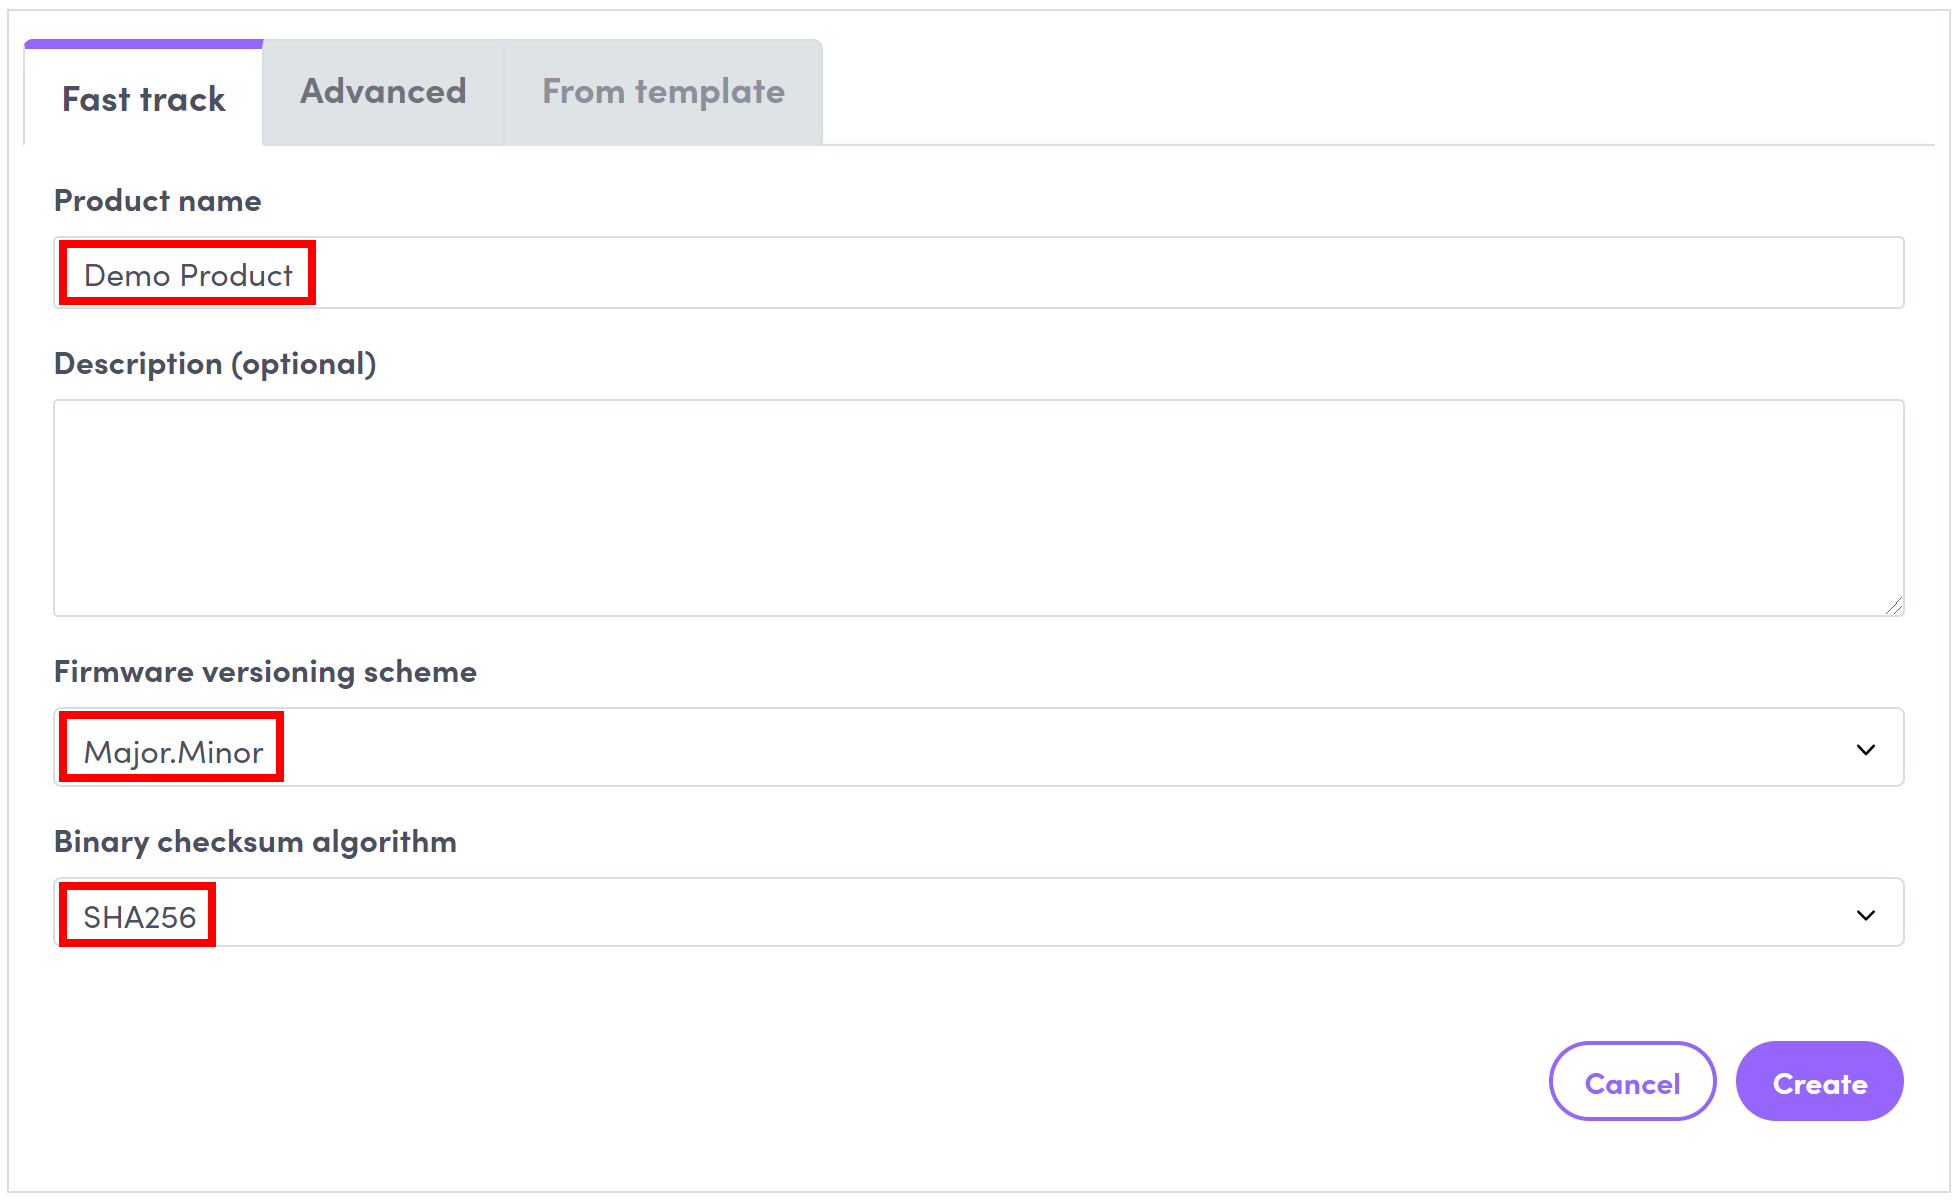 Fast track Advanced From template
Product name
Demo Product
Description (optional)
Firmware versioning scheme
Major.Minor
Binary checksum algorithm
SHA256
Cancel Create